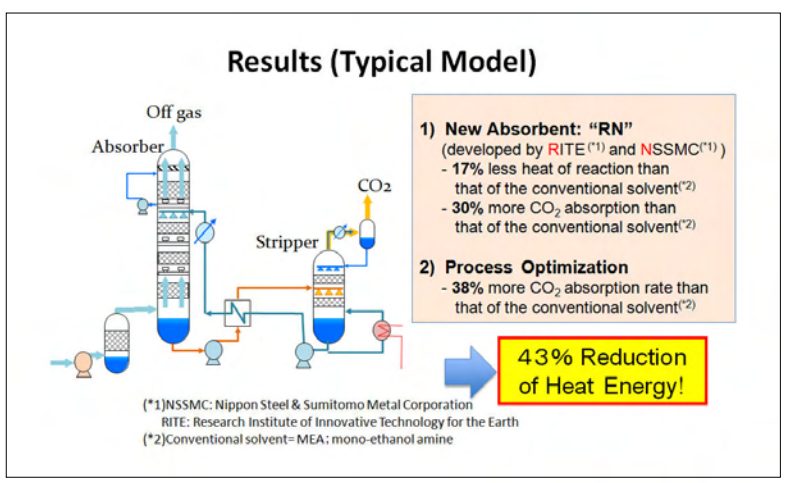 Results (Typical Model)
Off gas
Absorber
CO2
Stripper
1) New Absorbent: “RN”
(developed by RITE(*1) and NSSMC(*1) )
- 17% less heat of reaction than
that of the conventional solvent(*2)
- 30% more CO2 absorption than
that of the conventional solvent(*2)
2) Process Optimization
- 38% more CO2 absorption rate than
that of the conventional solvent(*2)
43% Reduction
of Heat Energy!
(*1)NSSMC: Nippon Steel & Sumitomo Metal Corporation
RITE: Research Institute of Innovative Technology for the Earth
(*2)Conventional solvent= MEA; mono-ethanol amine